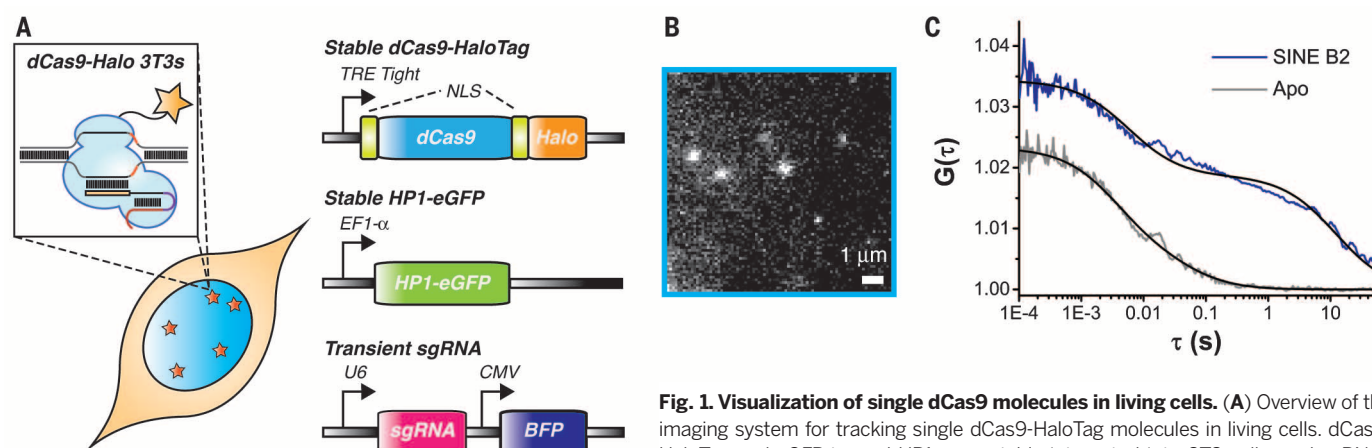 A
dCas9-Halo 3T3s
Stable dCas9-HaloTag
TRE Tight
NLS
dCas9
Halo
Stable HP1-eGFP
EF1-α
HP1-eGFP
Transient sgRNA
U6
CMV
sgRNA
BFP
B
1 μm
C
G(τ)
1.04
1.03
1.02
1.01
1.00
SINE B2
Apo
1E-4
1E-3
0.01
0.1
1
10
τ (s)
Fig. 1. Visualization of single dCas9 molecules in living cells. (A) Overview of
imaging system for tracking single dCas9-HaloTag molecules in living cells.